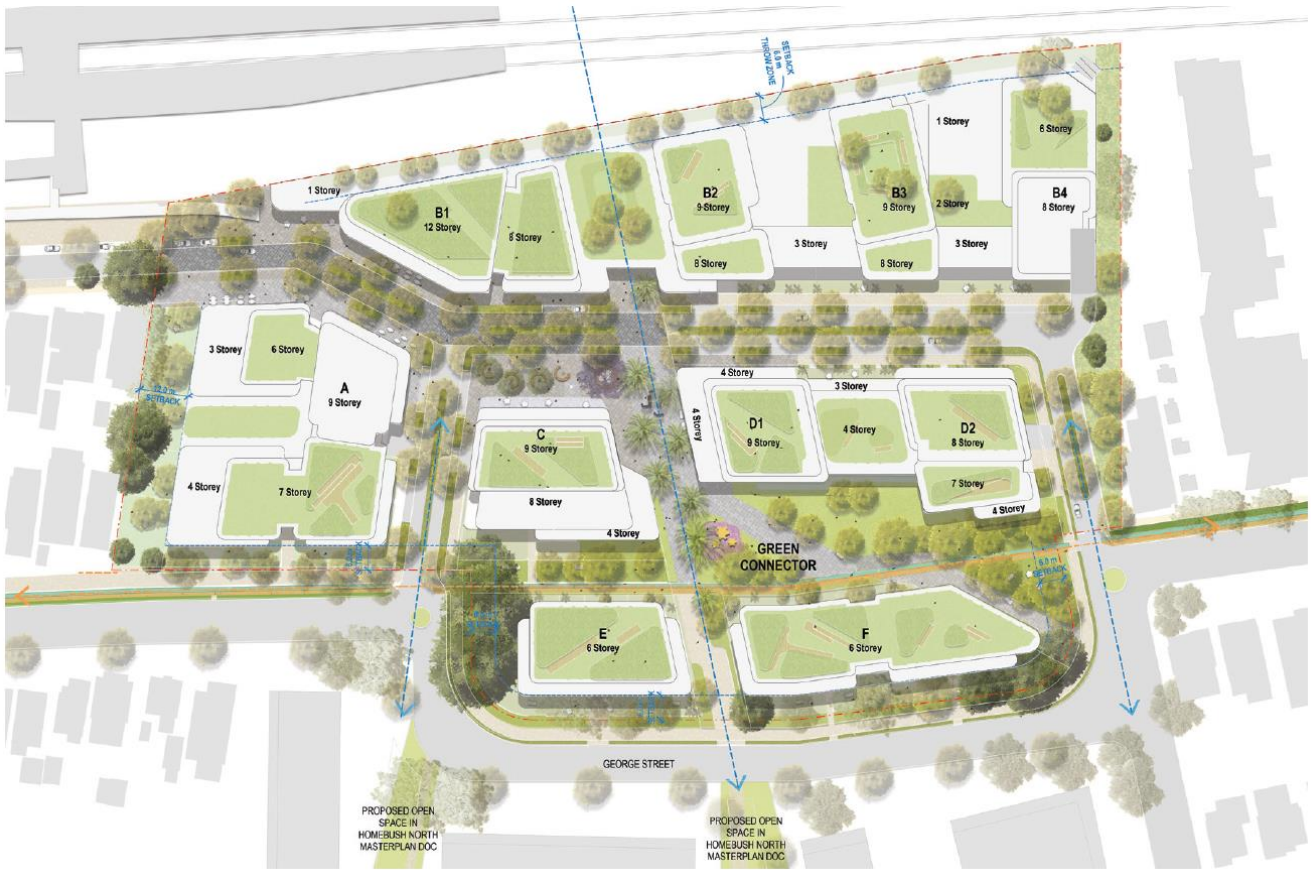 SETBACK
6.0 m
THROW ZONE
1 Storey
6 Storey
1 Storey
B1
12 Storey
B2
9 Storey
B3
9 Storey
2 Storey
B4
8 Storey
3 Storey
3 Storey
8 Storey
8 Storey
3 Storey
6 Storey
A
9 Storey
12.0 m
SETBACK
4 Storey
7 Storey
C
9 Storey
8 Storey
4 Storey
4 Storey
3 Storey
4 Storey
D1
9 Storey
4 Storey
D2
8 Storey
7 Storey
4 Storey
GREEN
CONNECTOR
SETBACK
E
6 Storey
F
6 Storey
GEORGE STREET
PROPOSED OPEN
SPACE IN
HOMEBUSH NORTH
MASTERPLAN DOC
PROPOSED OPEN
SPACE IN
HOMEBUSH NORTH
MASTERPLAN DOC